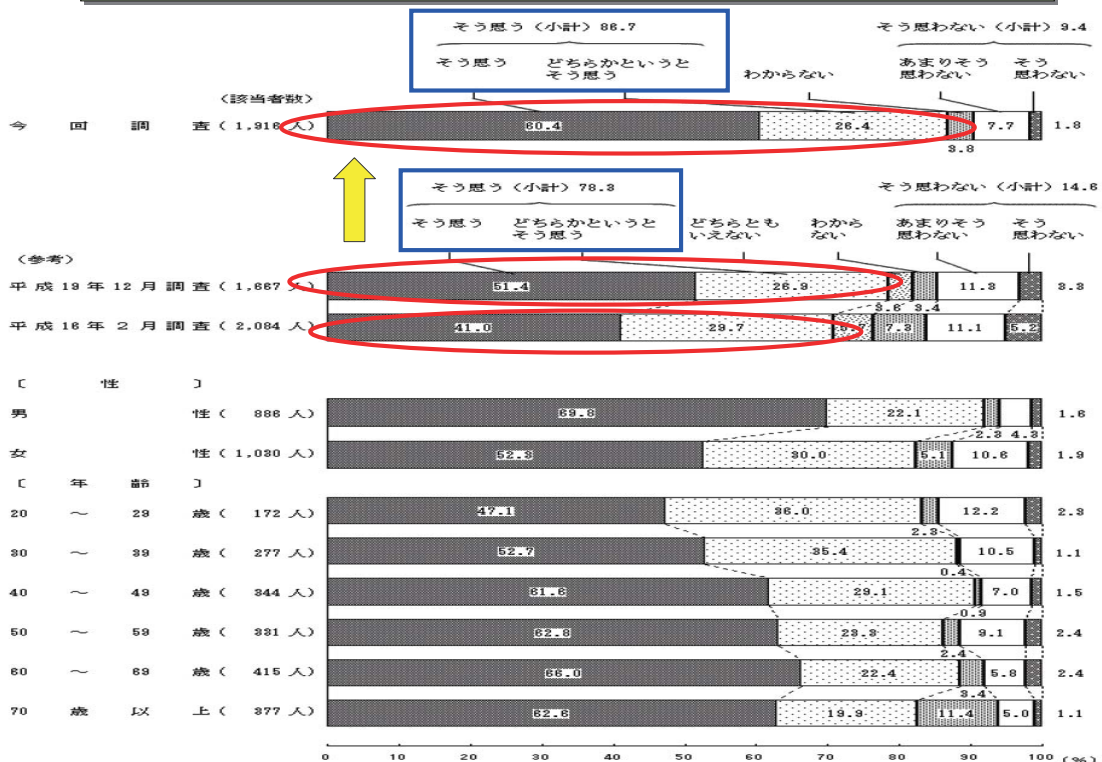 そう思う（小計）86.7 そう思わない（小計）9.4
そう思う どちらかというと わからない あまりそう そう
そう思う 思わない 思わない
（該当者数）
今回調査（1,916人） 60.4 26.4 7.7 1.8
3.8
そう思う（小計）78.3 そう思わない（小計）14.6
そう思う どちらかというと どちらとも わから あまりそう そう
そう思う いえない ない 思わない 思わない
（参考）
平成19年12月調査（1,667人） 51.4 26.9 11.3 3.3
3.6 3.4
平成16年2月調査（2,084人） 41.0 29.7 5.7 7.3 11.1 5.2
〔性〕
男性（886人） 69.8 22.1 1.6
2.3 4.3
女性（1,030人） 52.3 30.0 5.1 10.6 1.9
〔年齢〕
20～29歳（172人） 47.1 36.0 12.2 2.3
2.3
30～39歳（277人） 52.7 35.4 10.5 1.1
0.4
40～49歳（344人） 61.6 29.1 7.0 1.5
0.9
50～59歳（331人） 62.8 23.3 9.1 2.4
2.4
60～69歳（415人） 66.0 22.4 5.8 2.4
3.4
70歳以上（377人） 62.6 19.9 11.4 5.0 1.1
0 10 20 30 40 50 60 70 80 90 100 (%)